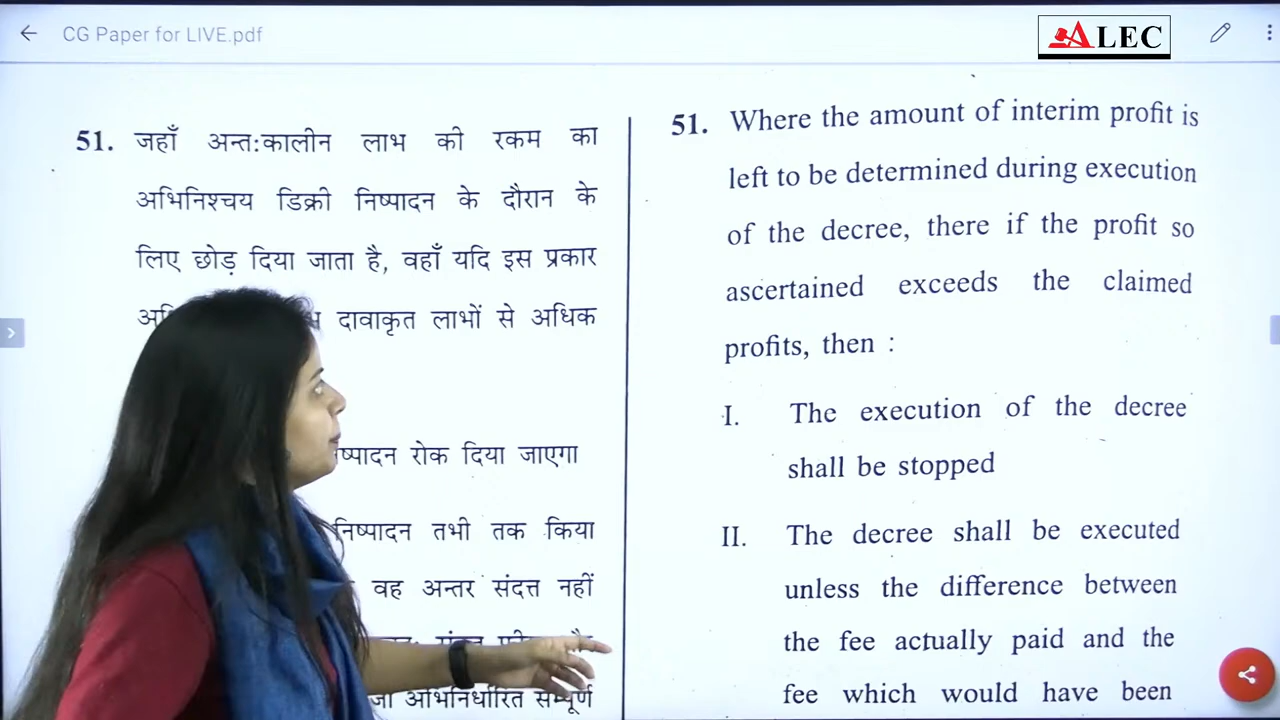 CG Paper for LIVE.pdf
ALEC
51. जहाँ अन्तःकालीन लाभ की रकम का
अभिनिश्चय डिक्री निष्पादन के दौरान के
लिए छोड़ दिया जाता है, वहाँ यदि इस प्रकार
दावाकृत लाभों से अधिक
रोक दिया जाएगा
निष्पादन तभी तक किया
वह अन्तर संदत्त नहीं
अभिनिर्धारित सम्पूर्ण
51. Where the amount of interim profit is
left to be determined during execution
of the decree, there if the profit so
ascertained exceeds the claimed
profits, then :
I. The execution of the decree
shall be stopped
II. The decree shall be executed
unless the difference between
the fee actually paid and the
fee which would have been